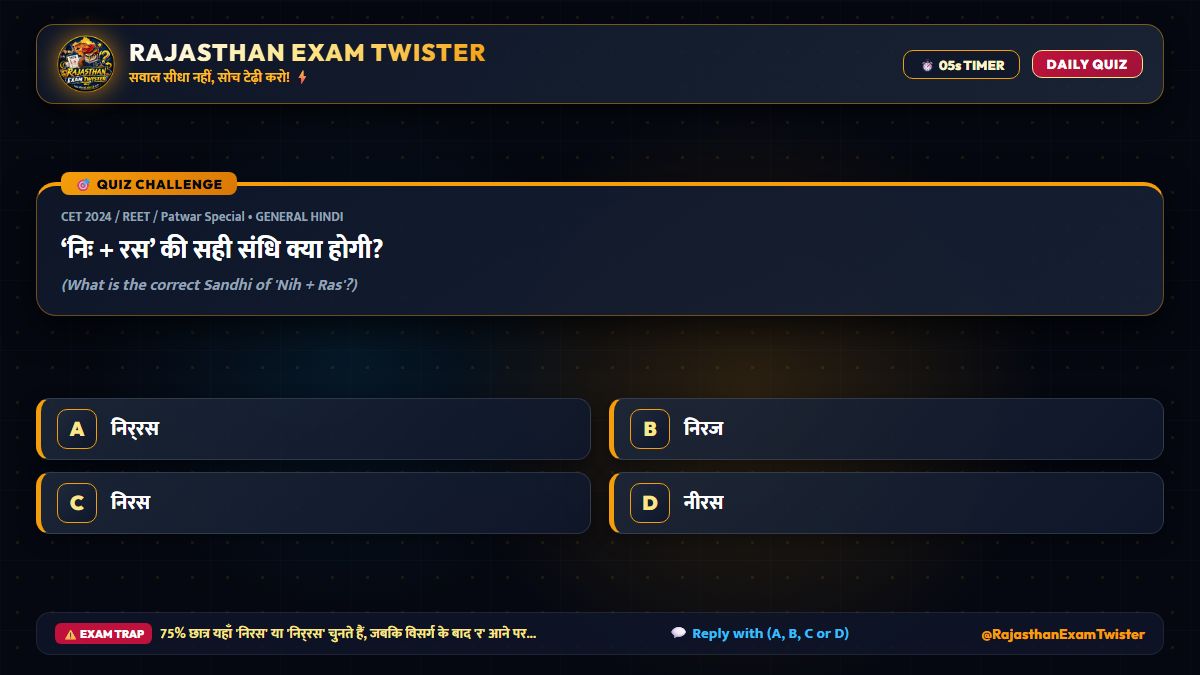 RAJASTHAN EXAM TWISTER
सवाल सीधा नहीं, सोच टेढ़ी करो! ⚡
⏱ 05s TIMER
DAILY QUIZ
🎯 QUIZ CHALLENGE
CET 2024 / REET / Patwar Special • GENERAL HINDI
‘निः + रस’ की सही संधि क्या होगी?
(What is the correct Sandhi of 'Nih + Ras'?)
A निर्‌रस
B निरज
C निरस
D नीरस
⚠️ EXAM TRAP 75% छात्र यहाँ 'निरस' या 'निर्‌रस' चुनते हैं, जबकि विसर्ग के बाद 'र' आने पर...
💬 Reply with (A, B, C or D)
@RajasthanExamTwister